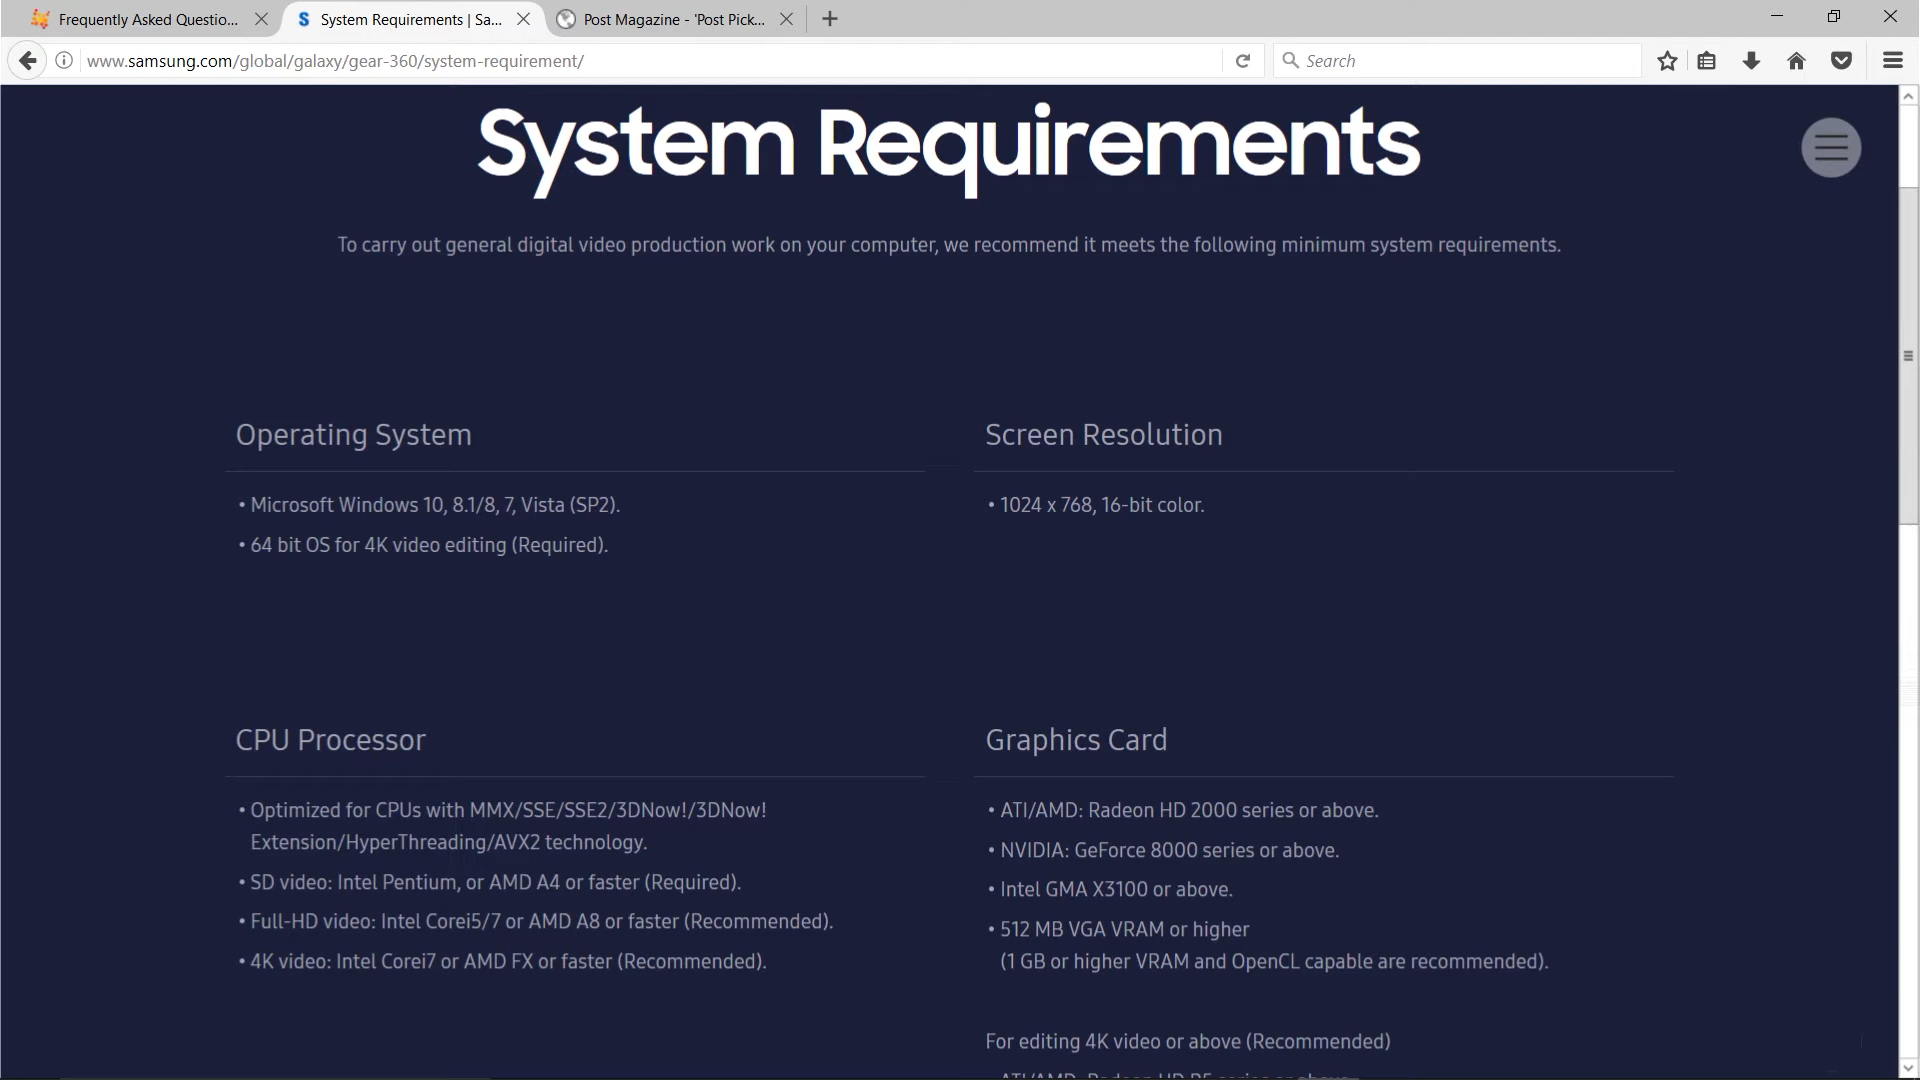 Frequently Asked Questio...
System Requirements | Sa...
Post Magazine - 'Post Pick...
www.samsung.com/global/galaxy/gear-360/system-requirement/
Search
System Requirements
To carry out general digital video production work on your computer, we recommend it meets the following minimum system requirements.
Operating System
• Microsoft Windows 10, 8.1/8, 7, Vista (SP2).
• 64 bit OS for 4K video editing (Required).
Screen Resolution
• 1024 x 768, 16-bit color.
CPU Processor
• Optimized for CPUs with MMX/SSE/SSE2/3DNow!/3DNow!
Extension/HyperThreading/AVX2 technology.
• SD video: Intel Pentium, or AMD A4 or faster (Required).
• Full-HD video: Intel Corei5/7 or AMD A8 or faster (Recommended).
• 4K video: Intel Corei7 or AMD FX or faster (Recommended).
Graphics Card
• ATI/AMD: Radeon HD 2000 series or above.
• NVIDIA: GeForce 8000 series or above.
• Intel GMA X3100 or above.
• 512 MB VGA VRAM or higher
(1 GB or higher VRAM and OpenCL capable are recommended).
For editing 4K video or above (Recommended)